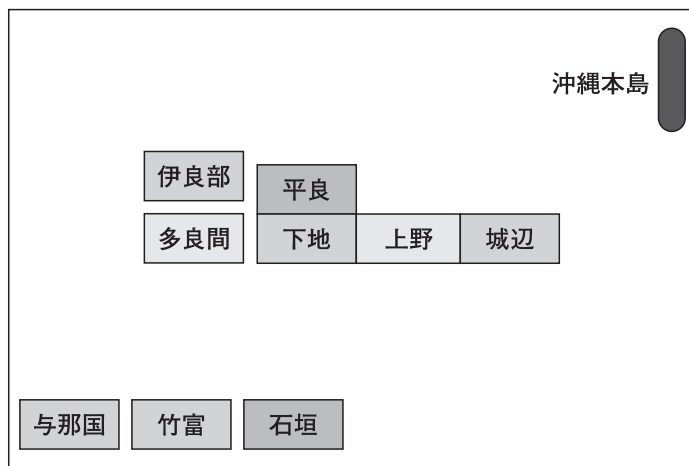 沖縄本島
伊良部
平良
多良間 下地 上野 城辺
与那国 竹富 石垣